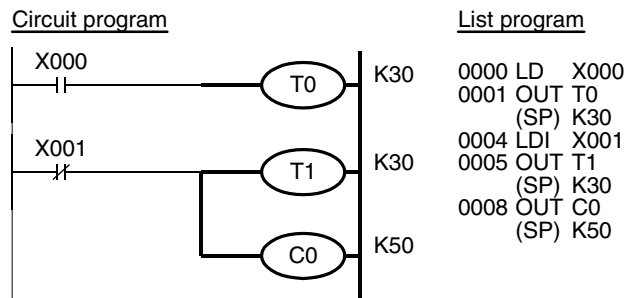 Circuit program
X000
T0
K30
X001
T1
K30
C0
K50
List program
0000 LD X000
0001 OUT T0
(SP) K30
0004 LDI X001
0005 OUT T1
(SP) K30
0008 OUT C0
(SP) K50